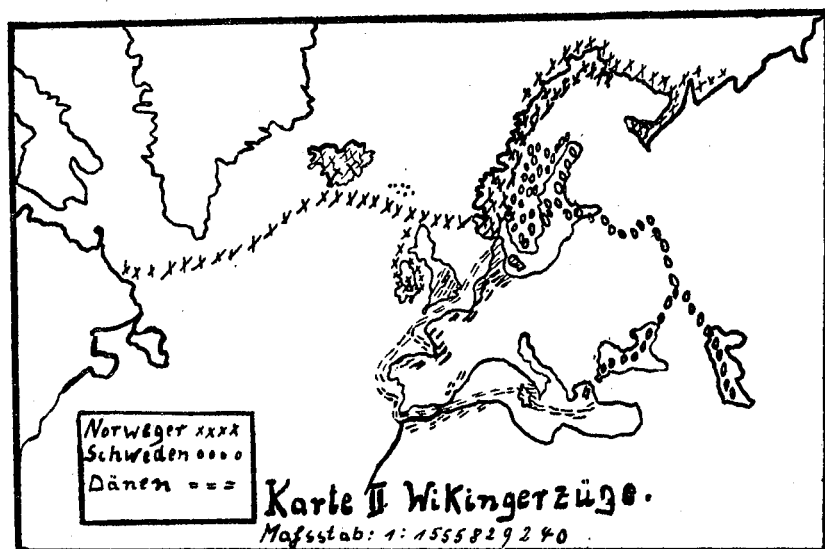 Norweger xxxx
Schweden oooo
Dänen = = =
Karte II Wikingerzüge.
Maßstab: 1:1555829240